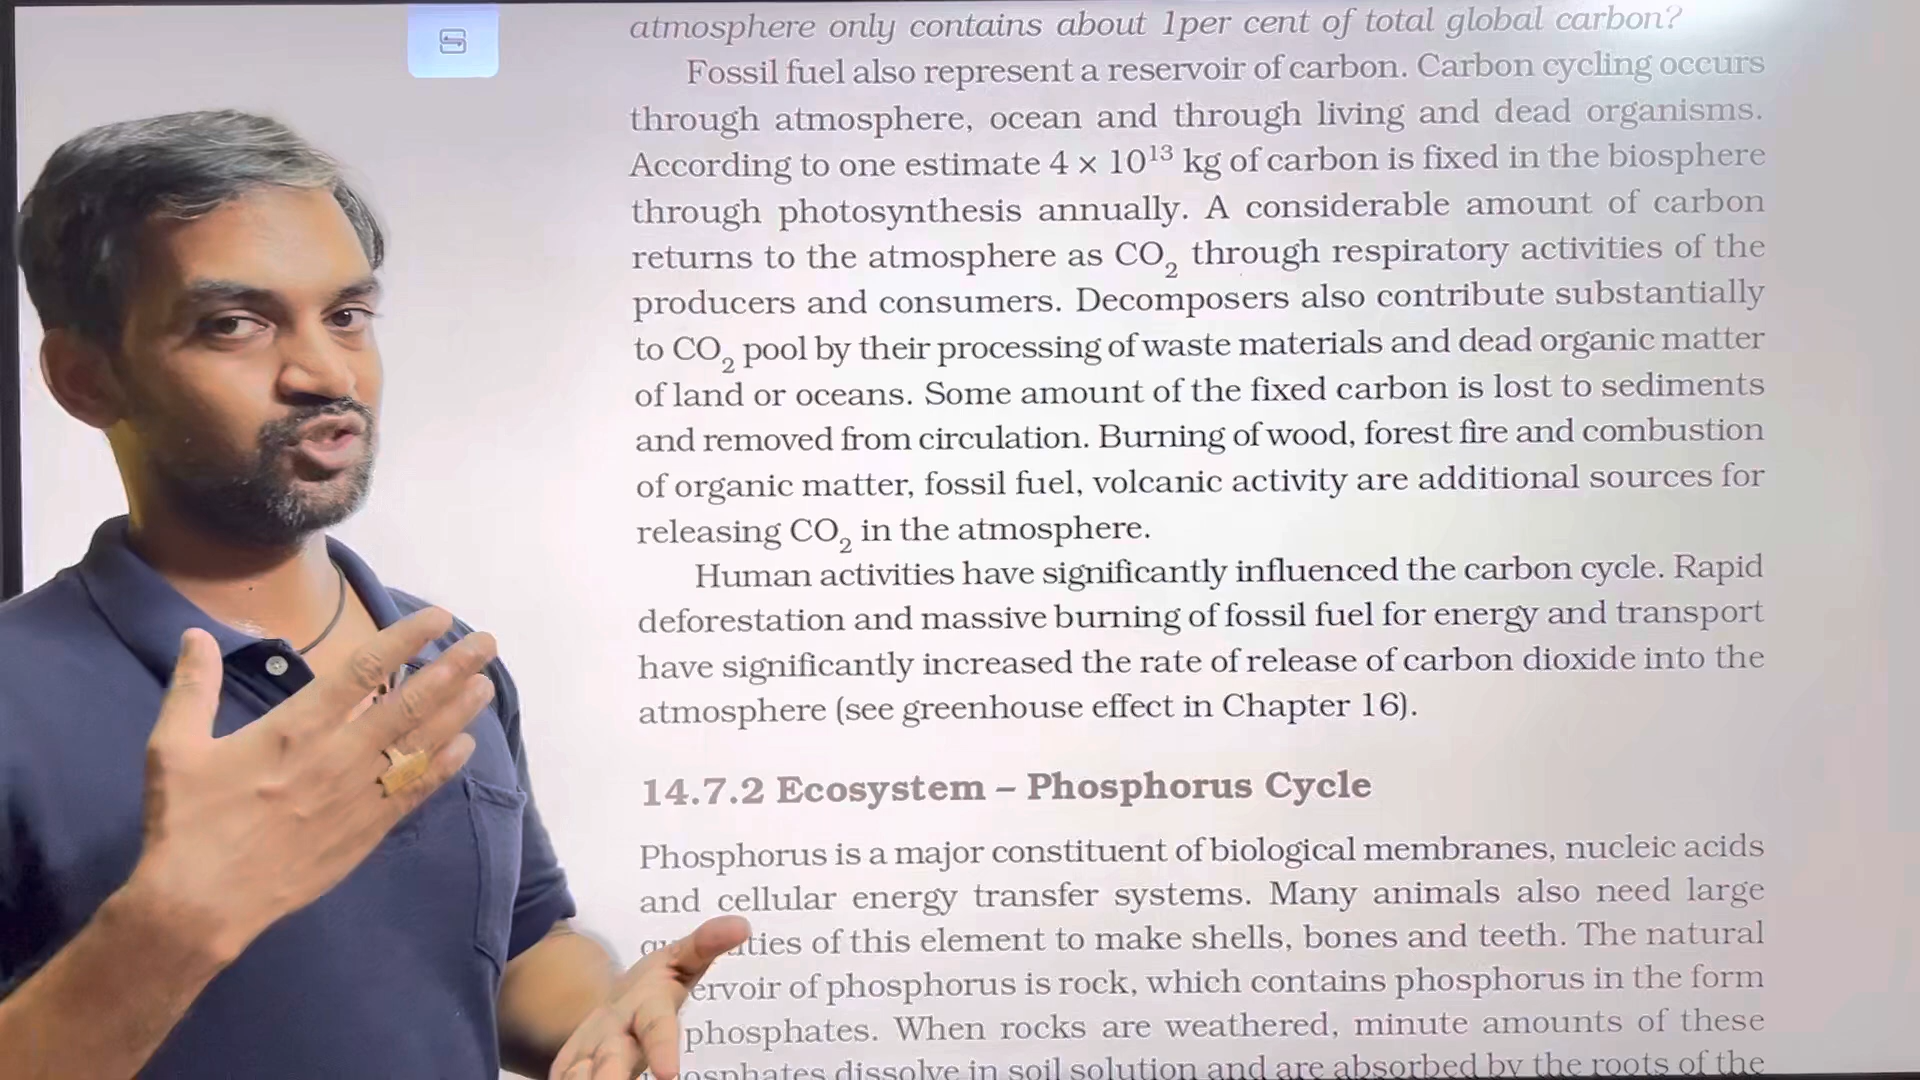 atmosphere only contains about 1per cent of total global carbon?
Fossil fuel also represent a reservoir of carbon. Carbon cycling occurs
through atmosphere, ocean and through living and dead organisms.
According to one estimate 4 × 10¹³ kg of carbon is fixed in the biosphere
through photosynthesis annually. A considerable amount of carbon
returns to the atmosphere as CO₂ through respiratory activities of the
producers and consumers. Decomposers also contribute substantially
to CO₂ pool by their processing of waste materials and dead organic matter
of land or oceans. Some amount of the fixed carbon is lost to sediments
and removed from circulation. Burning of wood, forest fire and combustion
of organic matter, fossil fuel, volcanic activity are additional sources for
releasing CO₂ in the atmosphere.
Human activities have significantly influenced the carbon cycle. Rapid
deforestation and massive burning of fossil fuel for energy and transport
have significantly increased the rate of release of carbon dioxide into the
atmosphere (see greenhouse effect in Chapter 16).
14.7.2 Ecosystem – Phosphorus Cycle
Phosphorus is a major constituent of biological membranes, nucleic acids
and cellular energy transfer systems. Many animals also need large
of this element to make shells, bones and teeth. The natural
of phosphorus is rock, which contains phosphorus in the form
phosphates. When rocks are weathered, minute amounts of these
dissolve in soil solution and are absorbed by the roots of the